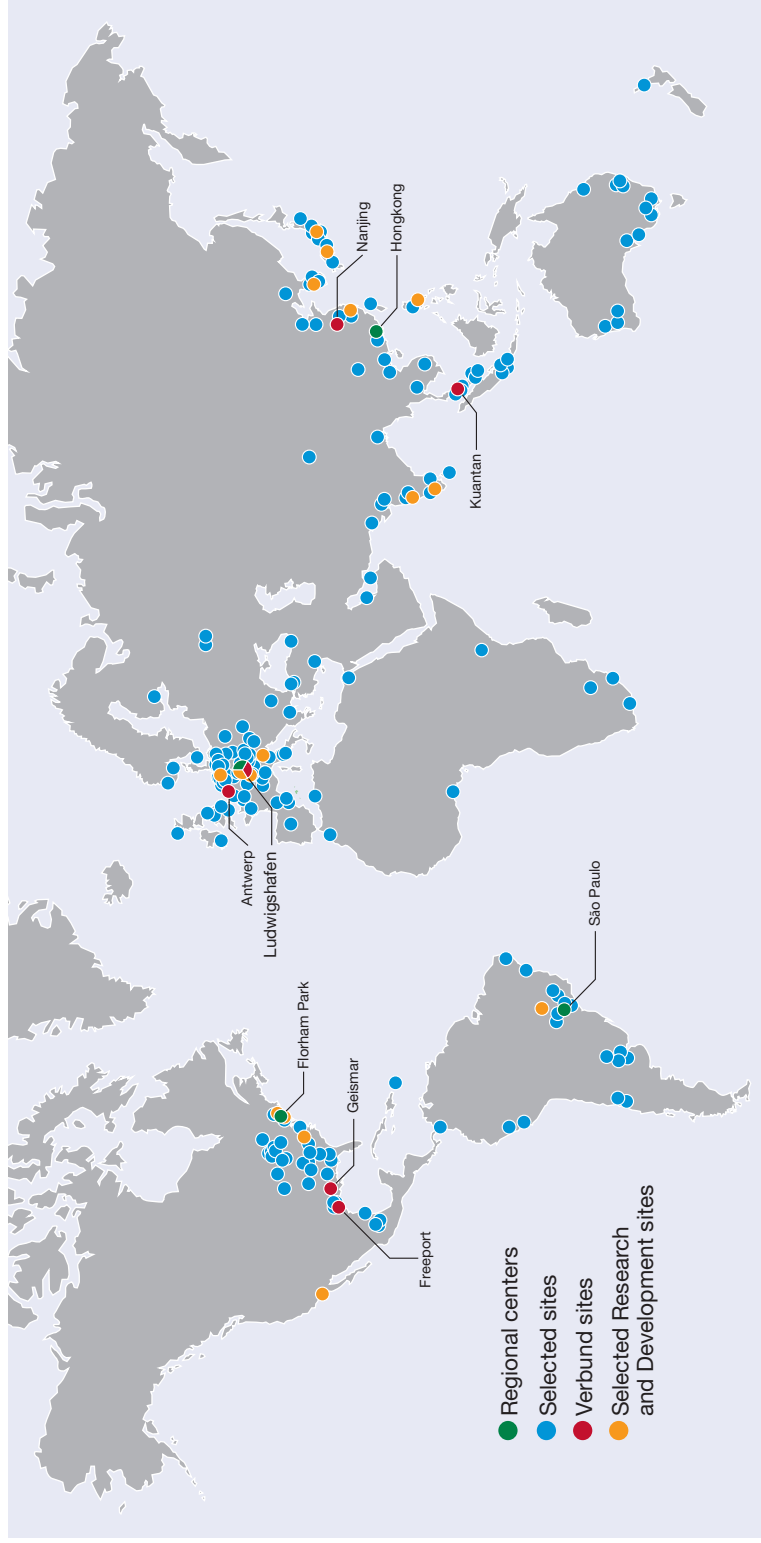 Antwerp
Ludwigshafen
Florham Park
Geismar
Freeport
São Paulo
Nanjing
Hongkong
Kuantan
Regional centers
Selected sites
Verbund sites
Selected Research
and Development sites